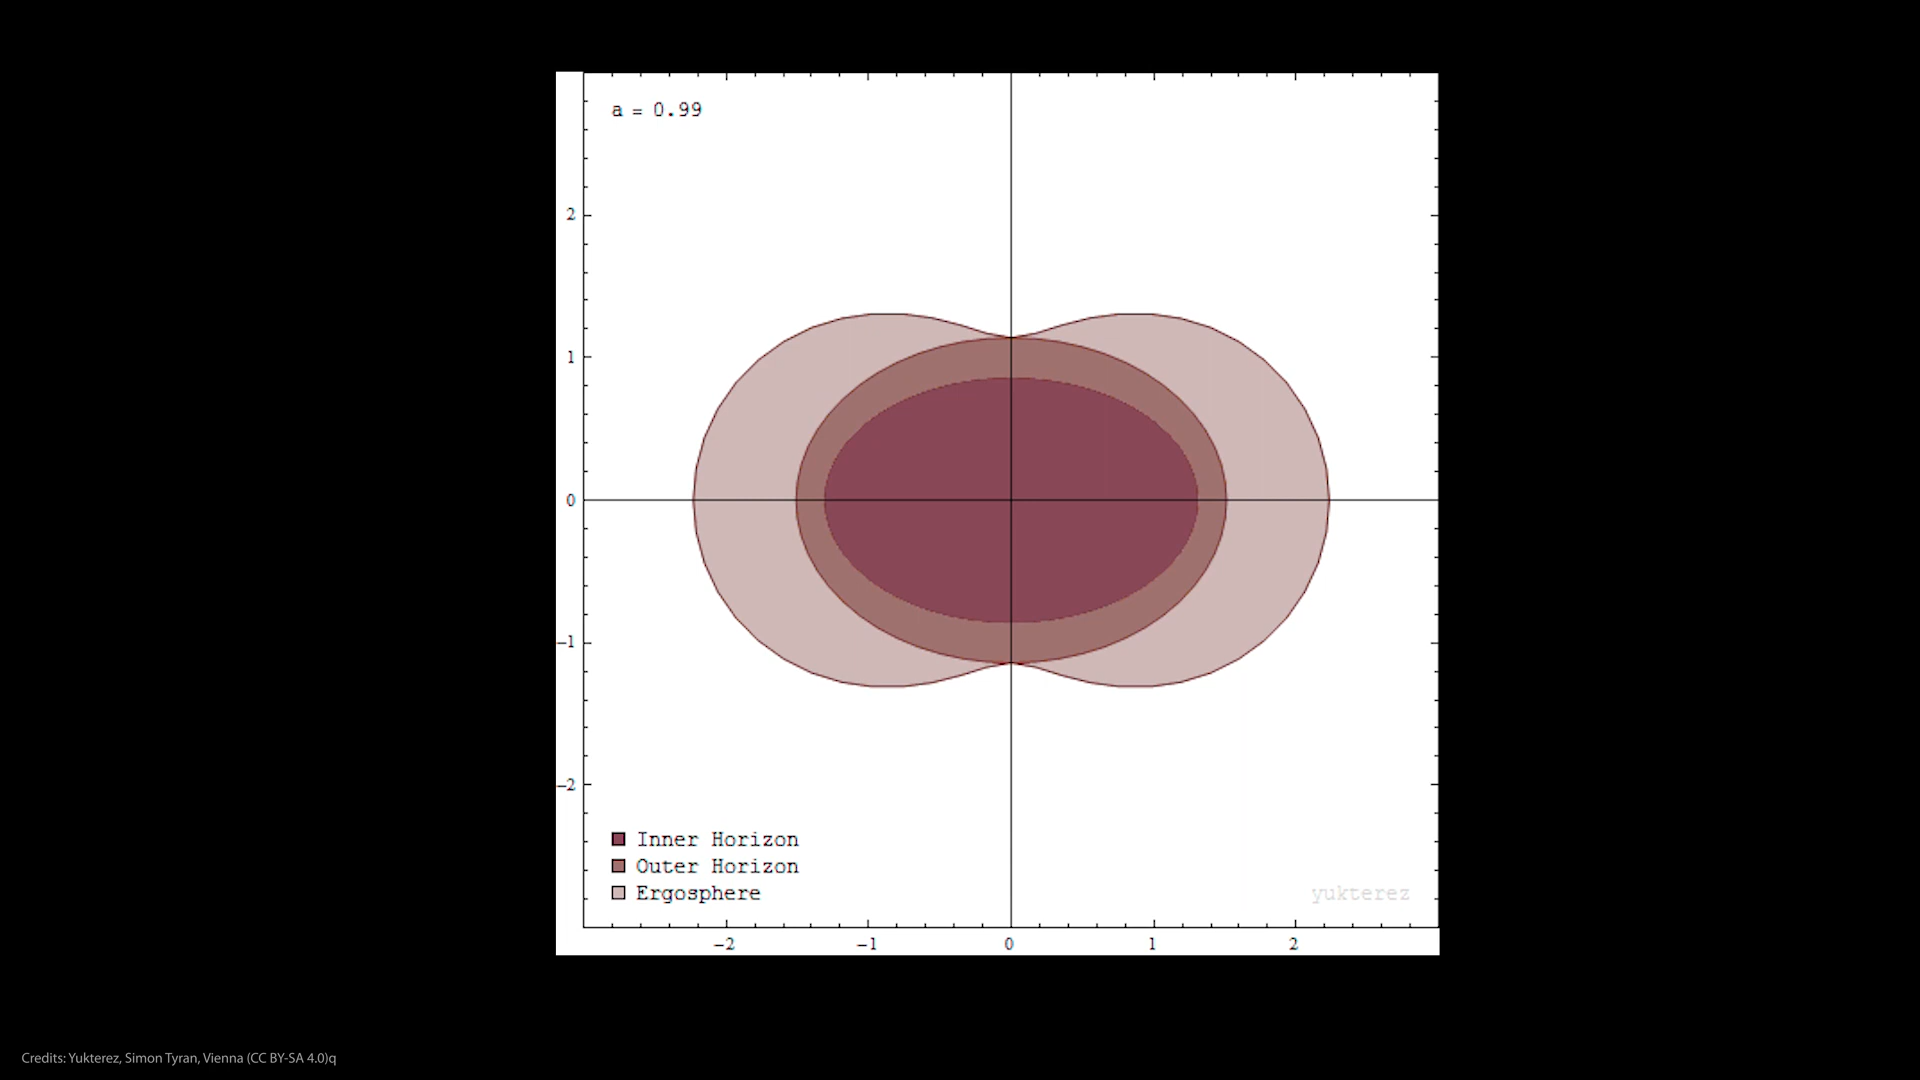 a = 0.99
2
1
0
−1
−2
Inner Horizon
Outer Horizon
Ergosphere
yukterez
−2 −1 0 1 2
Credits: Yukterez, Simon Tyran, Vienna (CC BY-SA 4.0)q